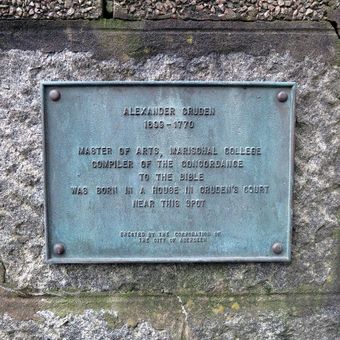 ALEXANDER CRUDEN
1699-1770
MASTER OF ARTS, MARISCHAL COLLEGE
COMPILER OF THE CONCORDANCE
TO THE BIBLE
WAS BORN IN A HOUSE IN CRUDEN'S COURT
NEAR THIS SPOT
ERECTED BY THE CORPORATION OF
THE CITY OF ABERDEEN